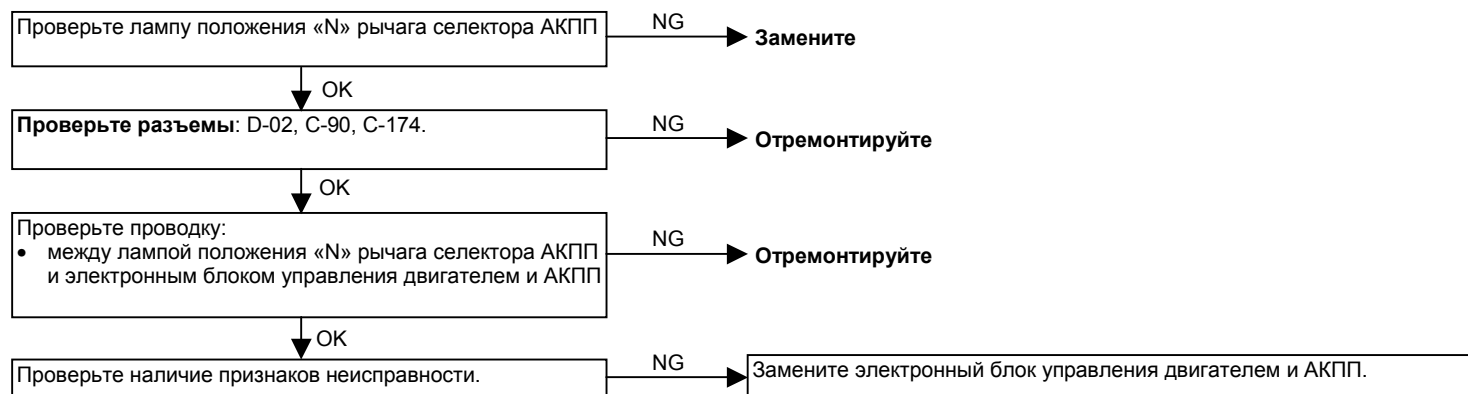 Проверьте лампу положения «N» рычага селектора АКПП
NG
Замените
OK
Проверьте разъемы: D-02, C-90, C-174.
NG
Отремонтируйте
OK
Проверьте проводку:
• между лампой положения «N» рычага селектора АКПП
и электронным блоком управления двигателем и АКПП
NG
Отремонтируйте
OK
Проверьте наличие признаков неисправности.
NG
Замените электронный блок управления двигателем и АКПП.